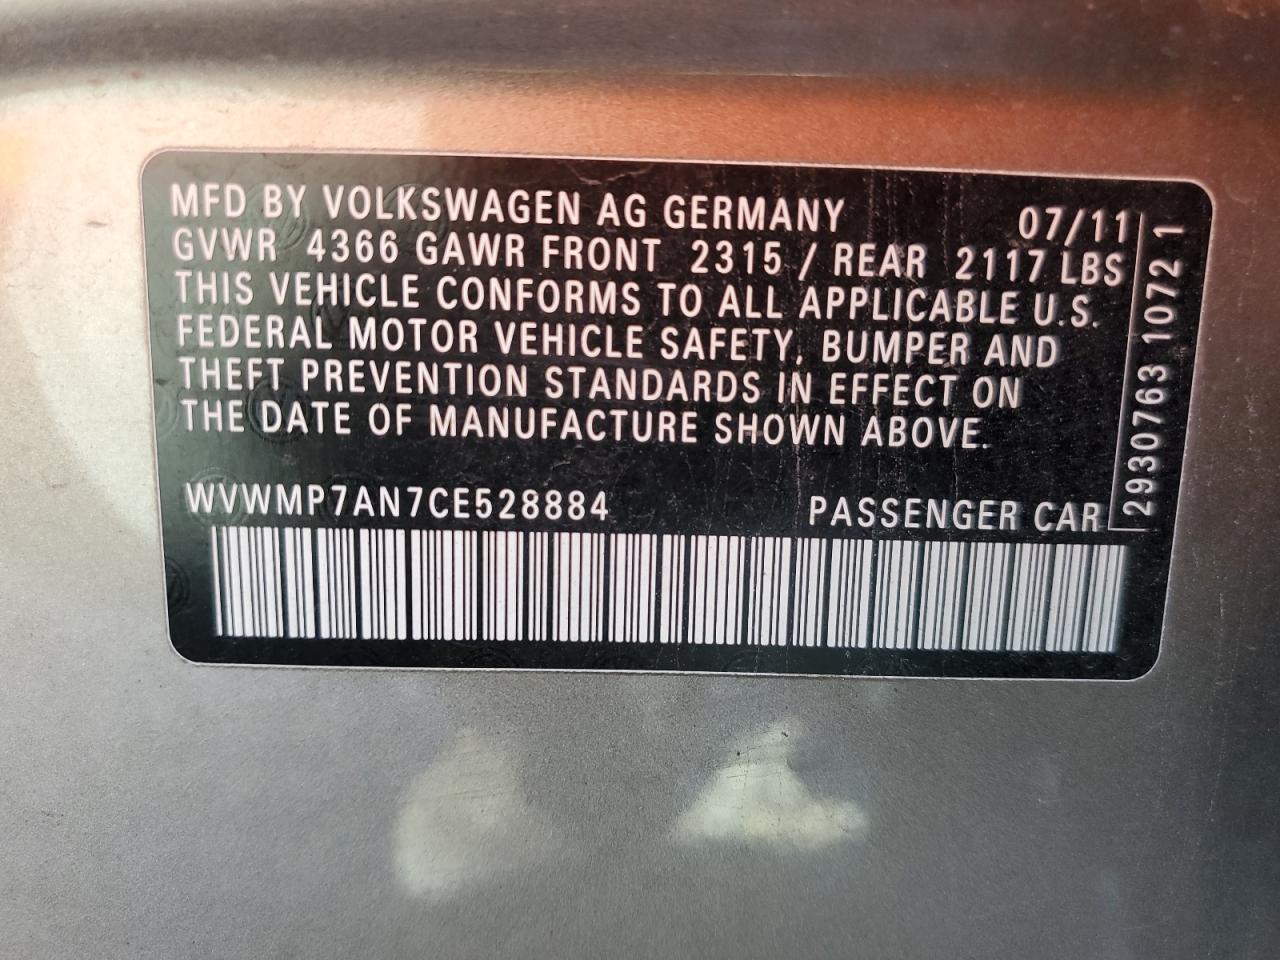 MFD BY VOLKSWAGEN AG GERMANY 07/11
GVWR 4366 GAWR FRONT 2315 / REAR 2117 LBS
THIS VEHICLE CONFORMS TO ALL APPLICABLE U.S.
FEDERAL MOTOR VEHICLE SAFETY, BUMPER AND
THEFT PREVENTION STANDARDS IN EFFECT ON
THE DATE OF MANUFACTURE SHOWN ABOVE.
WVWMP7AN7CE528884 PASSENGER CAR
2930763 1072 1